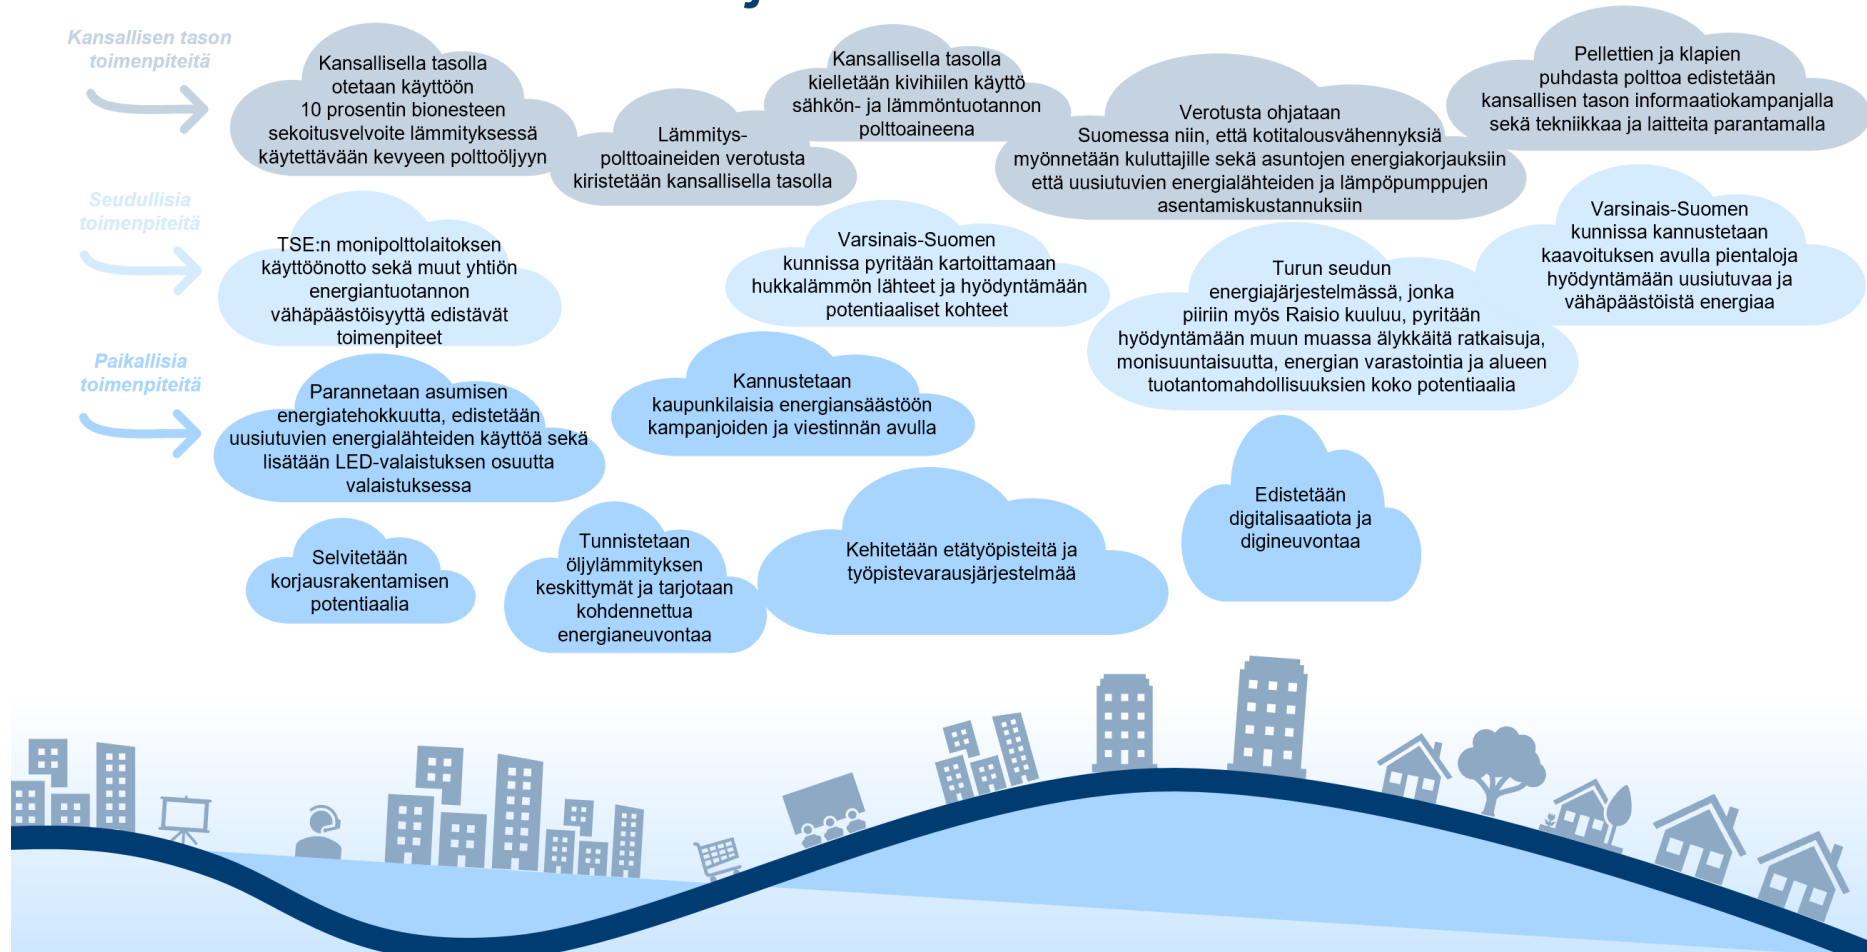 Kansallisen tason
toimenpiteitä
Kansallisella tasolla
otetaan käyttöön
10 prosentin bionesteen
sekoitusvelvoite lämmityksessä
käytettävään kevyeen polttoöljyyn
Lämmitys-
polttoaineiden verotusta
kiristetään kansallisella tasolla
Kansallisella tasolla
kielletään kivihiilen käyttö
sähkön- ja lämmöntuotannon
polttoaineena
Verotusta ohjataan
Suomessa niin, että kotitalousvähennyksiä
myönnetään kuluttajille sekä asuntojen energiakorjauksiin
että uusiutuvien energialähteiden ja lämpöpumppujen
asentamiskustannuksiin
Pellettien ja klapien
puhdasta polttoa edistetään
kansallisen tason informaatiokampanjalla
sekä tekniikkaa ja laitteita parantamalla
Seudullisia
toimenpiteitä
TSE:n monipolttolaitoksen
käyttöönotto sekä muut yhtiön
energiantuotannon
vähäpäästöisyyttä edistävät
toimenpiteet
Varsinais-Suomen
kunnissa pyritään kartoittamaan
hukkalämmön lähteet ja hyödyntämään
potentiaaliset kohteet
Turun seudun
energiajärjestelmässä, jonka
piiriin myös Raisio kuuluu, pyritään
hyödyntämään muun muassa älykkäitä ratkaisuja,
monisuuntaisuutta, energian varastointia ja alueen
tuotantomahdollisuuksien koko potentiaalia
Varsinais-Suomen
kunnissa kannustetaan
kaavoituksen avulla pientaloja
hyödyntämään uusiutuvaa ja
vähäpäästöistä energiaa
Paikallisia
toimenpiteitä
Parannetaan asumisen
energiatehokkuutta, edistetään
uusiutuvien energialähteiden käyttöä sekä
lisätään LED-valaistuksen osuutta
valaistuksessa
Kannustetaan
kaupunkilaisia energiansäästöön
kampanjoiden ja viestinnän avulla
Selvitetään
korjausrakentamisen
potentiaalia
Tunnistetaan
öljylämmityksen
keskittymät ja tarjotaan
kohdennettua
energianeuvontaa
Kehitetään etätyöpisteitä ja
työpistevarausjärjestelmää
Edistetään
digitalisaatiota ja
digineuvontaa